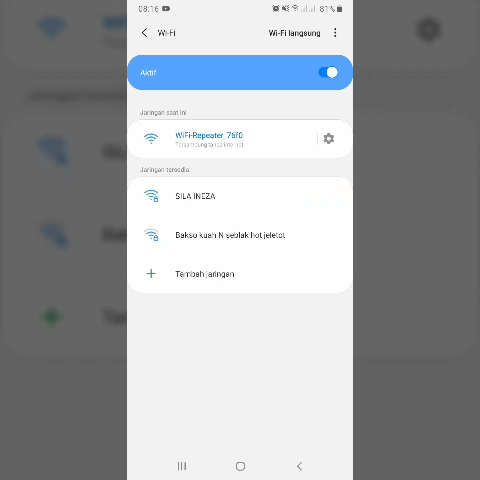 08:16
81%
Wi-Fi
Wi-Fi langsung
Aktif
Jaringan saat ini
WiFi-Repeater_76f0
Tersambung tanpa internet
Jaringan tersedia
SILA INEZA
Bakso kuah N seblak hot jeletot
Tambah jaringan